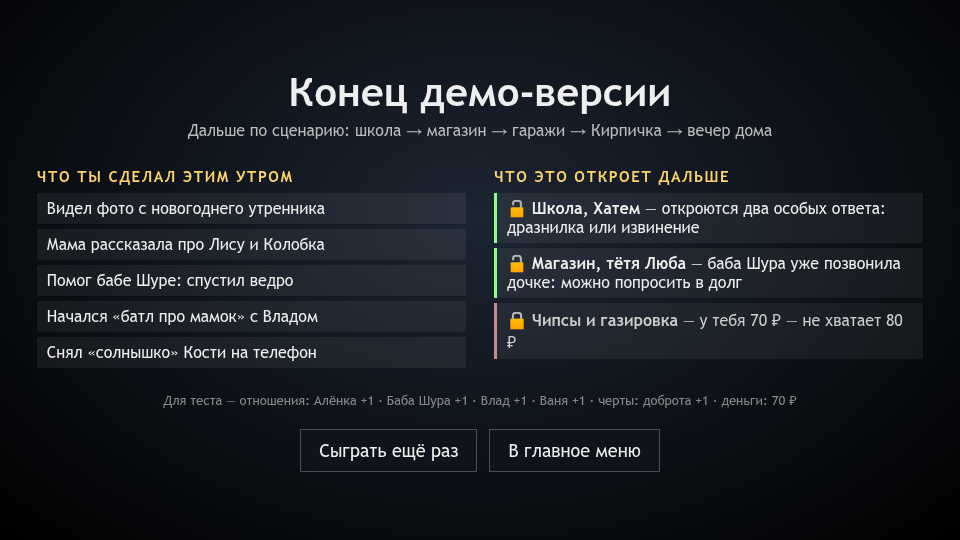 Конец демо-версии
Дальше по сценарию: школа → магазин → гаражи → Кирпичка → вечер дома
ЧТО ТЫ СДЕЛАЛ ЭТИМ УТРОМ
Видел фото с новогоднего утренника
Мама рассказала про Лису и Колобка
Помог бабе Шуре: спустил ведро
Начался «батл про мамок» с Владом
Снял «солнышко» Кости на телефон
ЧТО ЭТО ОТКРОЕТ ДАЛЬШЕ
🔓 Школа, Хатем — откроются два особых ответа:
дразнилка или извинение
🔓 Магазин, тётя Люба — баба Шура уже позвонила
дочке: можно попросить в долг
🔒 Чипсы и газировка — у тебя 70 ₽ — не хватает 80
₽
Для теста — отношения: Алёнка +1 · Баба Шура +1 · Влад +1 · Ваня +1 · черты: доброта +1 · деньги: 70 ₽
Сыграть ещё раз
В главное меню